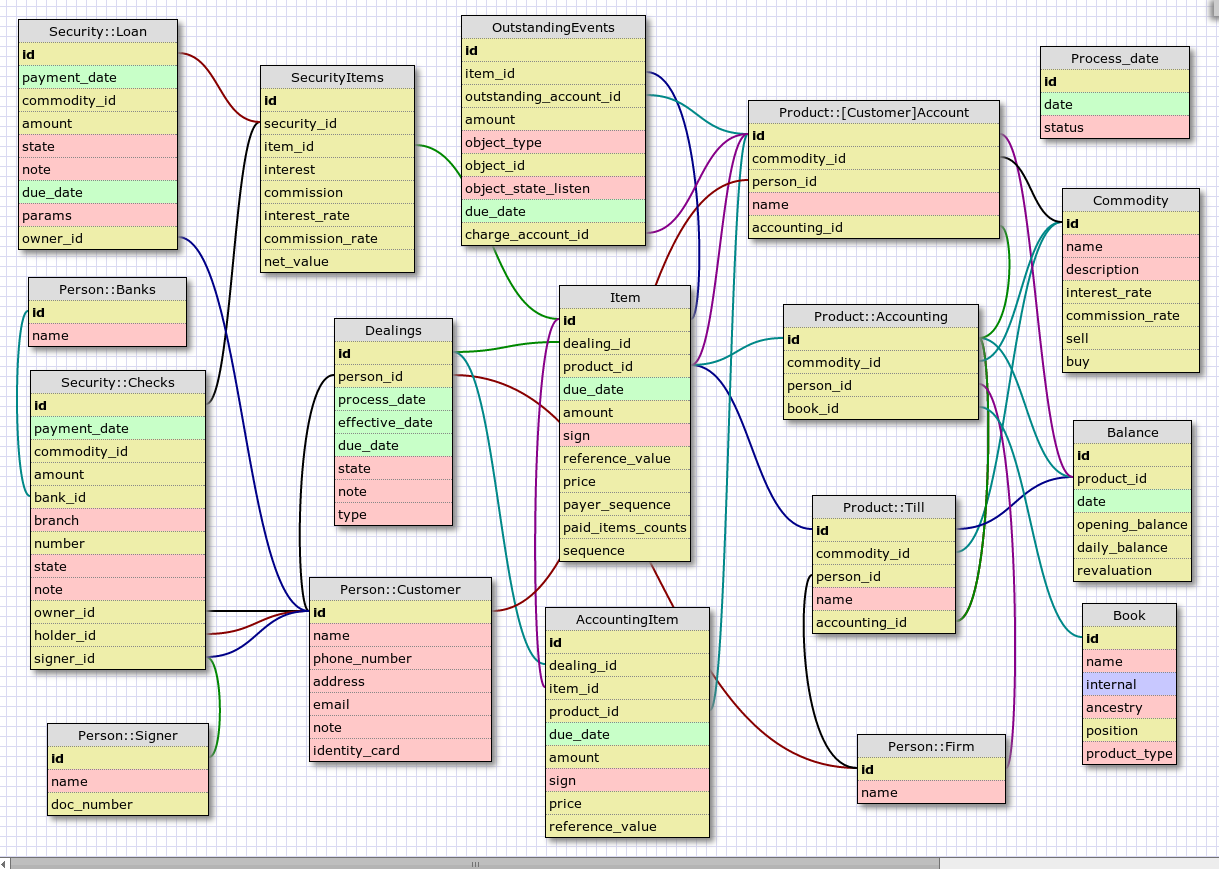 Security::Loan
id
payment_date
commodity_id
amount
state
note
due_date
params
owner_id
SecurityItems
id
security_id
item_id
interest
commission
interest_rate
commission_rate
net_value
OutstandingEvents
id
item_id
outstanding_account_id
amount
object_type
object_id
object_state_listen
due_date
charge_account_id
Product::[Customer]Account
id
commodity_id
person_id
name
accounting_id
Process_date
id
date
status
Commodity
id
name
description
interest_rate
commission_rate
sell
buy
Person::Banks
id
name
Dealings
id
person_id
process_date
effective_date
due_date
state
note
type
Item
id
dealing_id
product_id
due_date
amount
sign
reference_value
price
payer_sequence
paid_items_counts
sequence
Product::Accounting
id
commodity_id
person_id
book_id
Security::Checks
id
payment_date
commodity_id
amount
bank_id
branch
number
state
note
owner_id
holder_id
signer_id
Balance
id
product_id
date
opening_balance
daily_balance
revaluation
Product::Till
id
commodity_id
person_id
name
accounting_id
Person::Customer
id
name
phone_number
address
email
note
identity_card
AccountingItem
id
dealing_id
item_id
product_id
due_date
amount
sign
price
reference_value
Book
id
name
internal
ancestry
position
product_type
Person::Signer
id
name
doc_number
Person::Firm
id
name